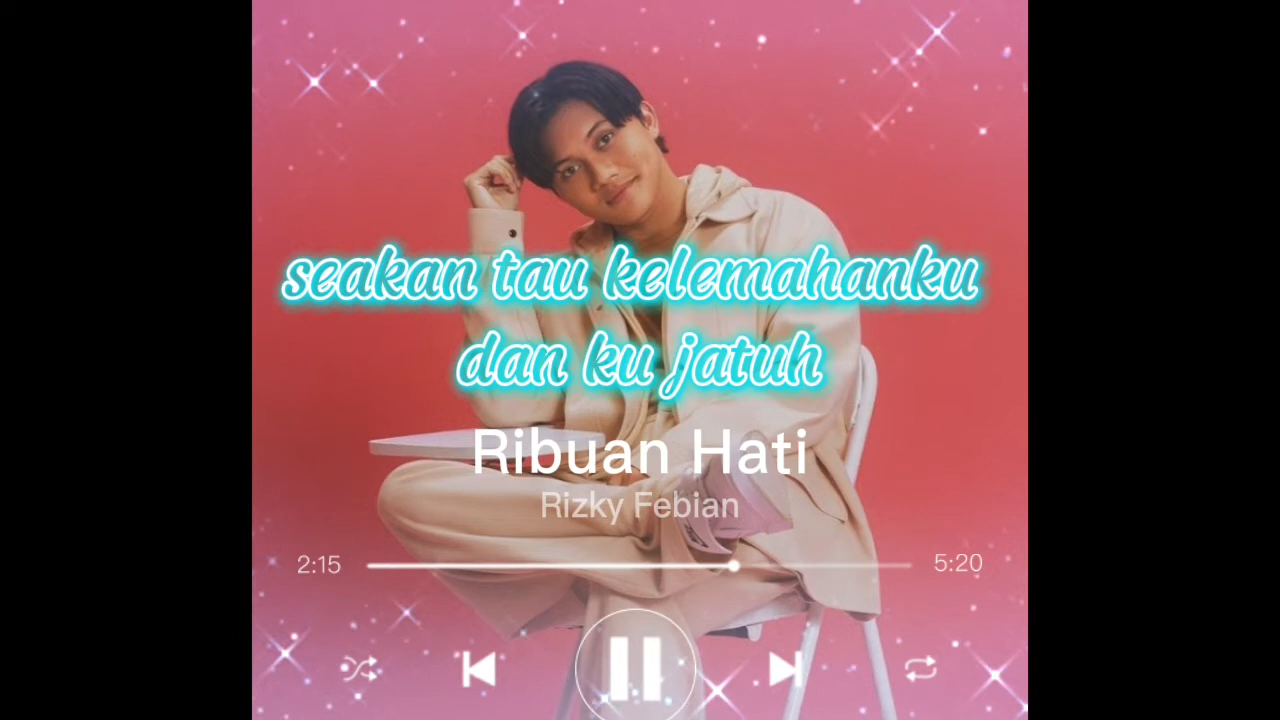 seakan tau kelemahanku
dan ku jatuh
Ribuan Hati
Rizky Febian
2:15
5:20